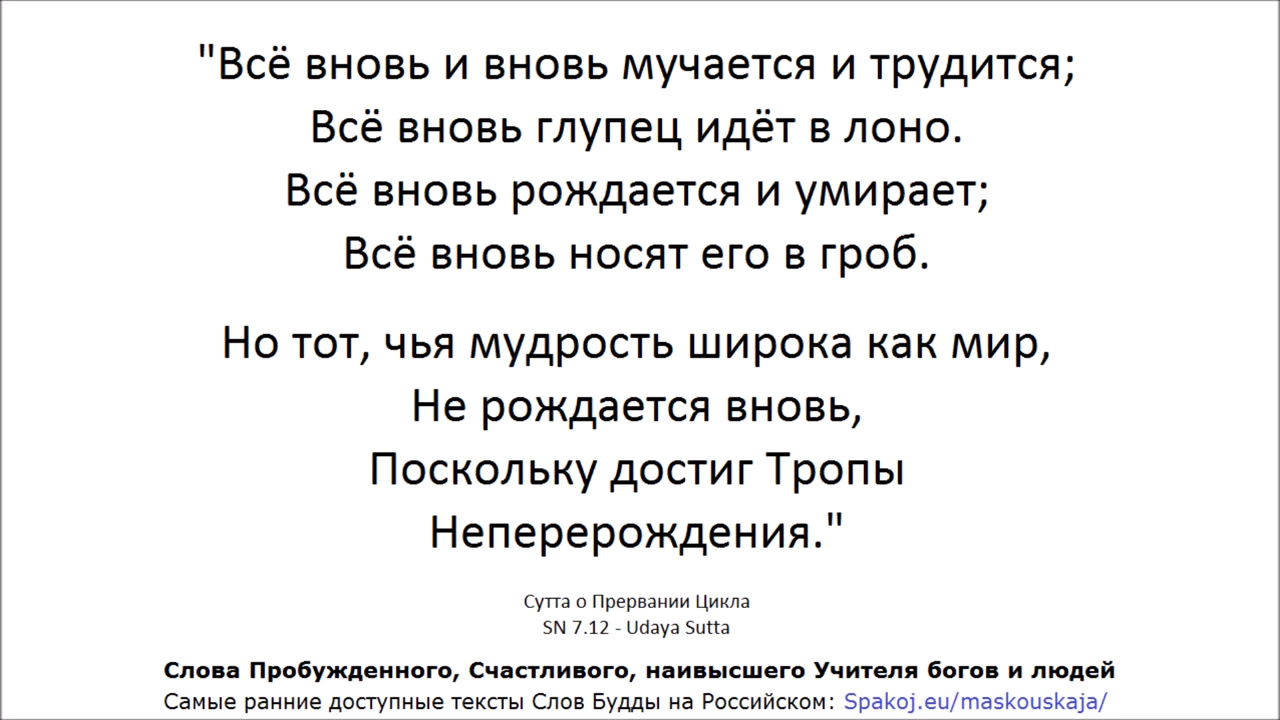 "Всё вновь и вновь мучается и трудится;
Всё вновь глупец идёт в лоно.
Всё вновь рождается и умирает;
Всё вновь носят его в гроб.
Но тот, чья мудрость широка как мир,
Не рождается вновь,
Поскольку достиг Тропы
Неперерождения."
Сутта о Прервании Цикла
SN 7.12 - Udaya Sutta
Слова Пробужденного, Счастливого, наивысшего Учителя богов и людей
Самые ранние доступные тексты Слов Будды на Российском: Spakoj.eu/maskouskaja/